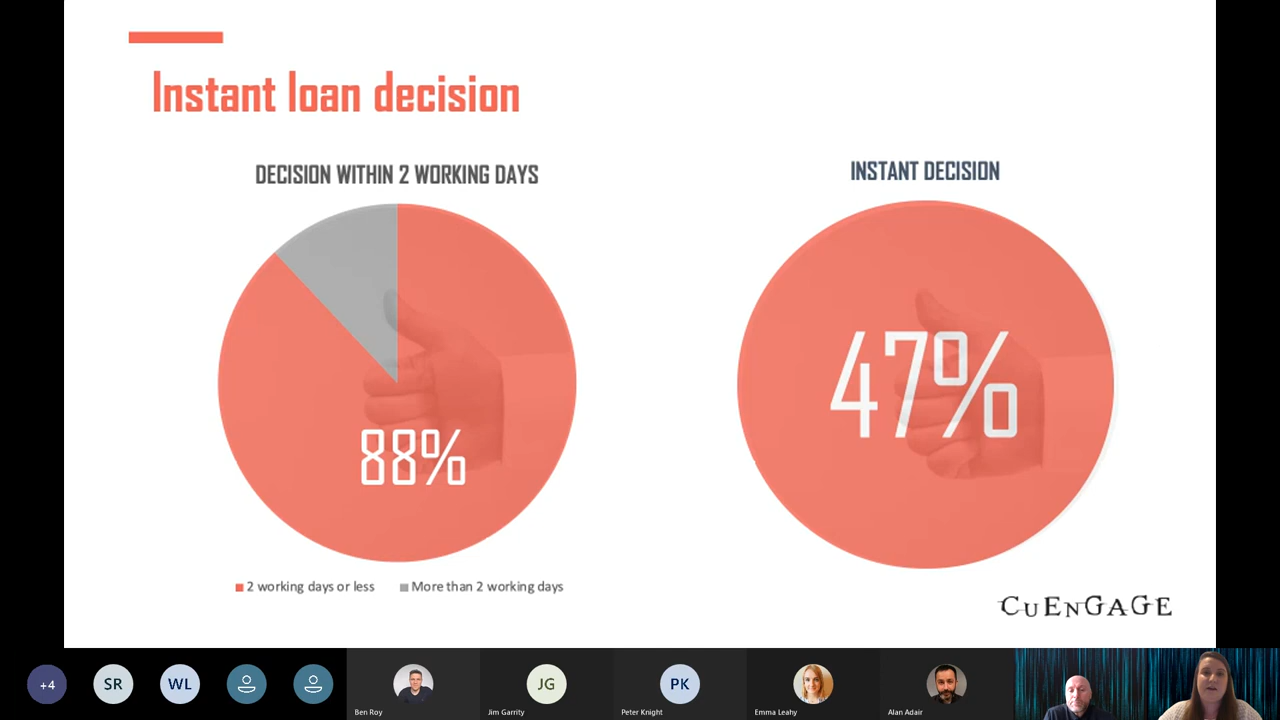 Instant loan decision
DECISION WITHIN 2 WORKING DAYS
88%
2 working days or less
More than 2 working days
INSTANT DECISION
47%
CUENGAGE
+4
SR
WL
Ben Roy
JG
Jim Garrity
PK
Peter Knight
Emma Leahy
Alan Adair